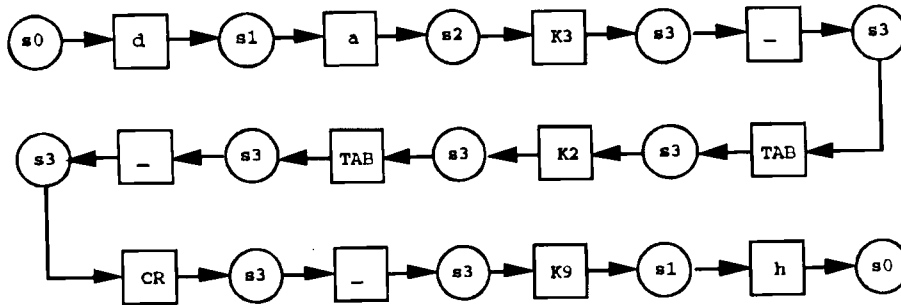 s0 d s1 a s2 K3 s3 _ s3
s3 _ s3 TAB s3 K2 s3 TAB
CR s3 _ s3 K9 s1 h s0